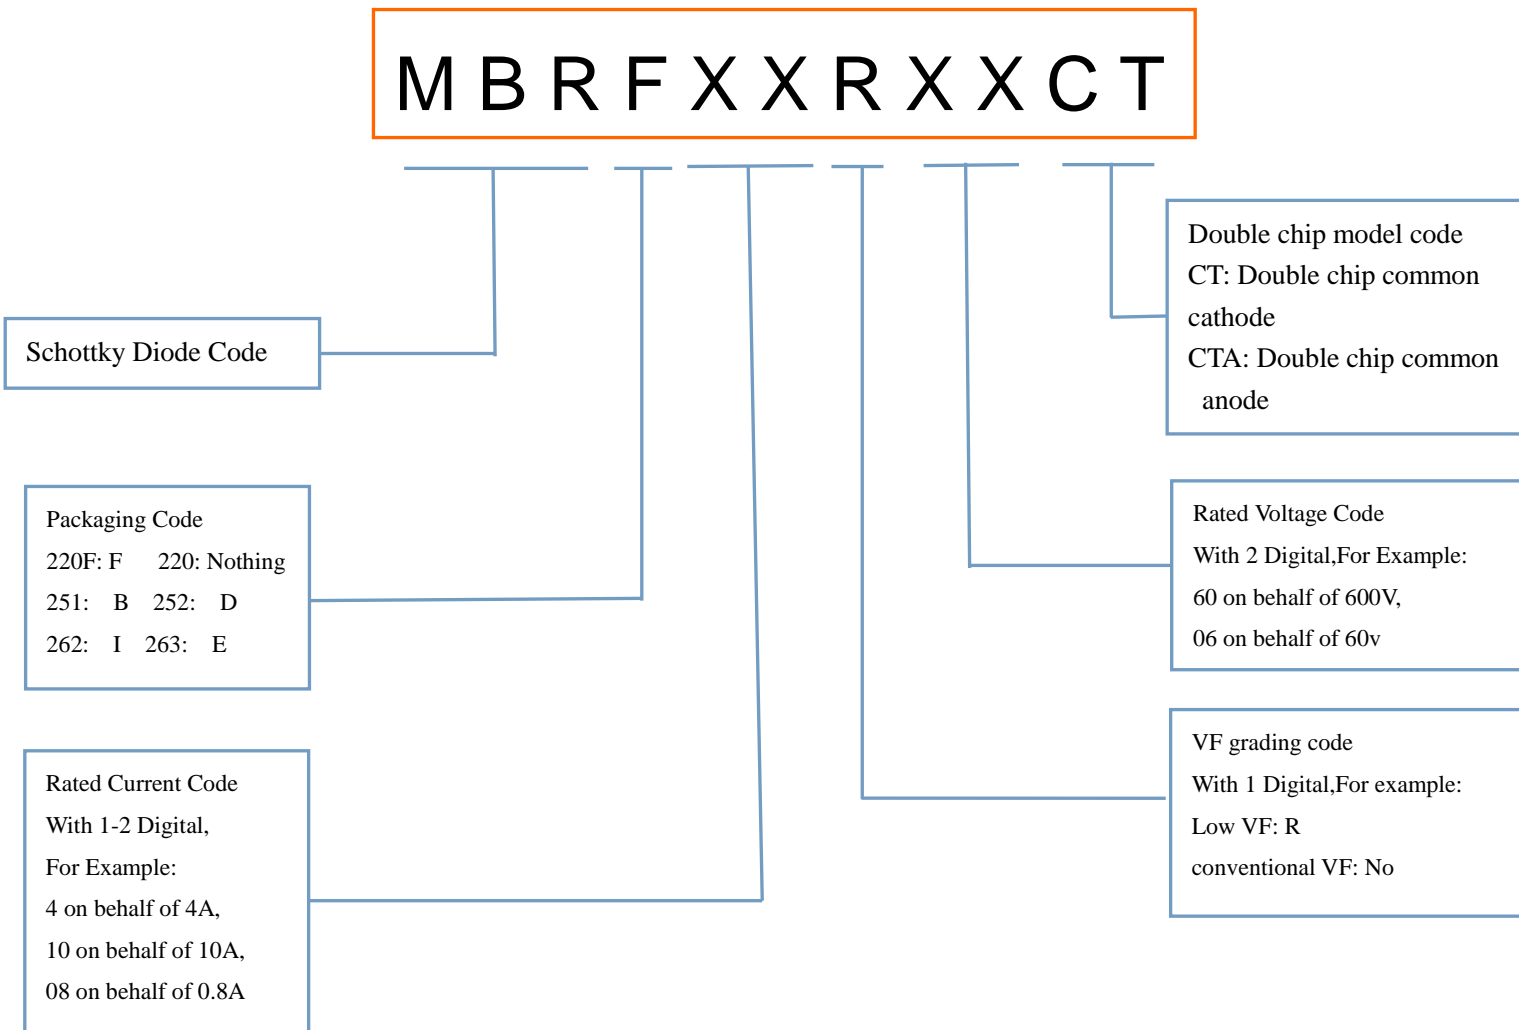 MBRFXXRXXCT
Double chip model code
CT: Double chip common
cathode
CTA: Double chip common
anode
Schottky Diode Code
Packaging Code
220F: F 220: Nothing
251: B 252: D
262: I 263: E
Rated Voltage Code
With 2 Digital,For Example:
60 on behalf of 600V,
06 on behalf of 60v
VF grading code
With 1 Digital,For example:
Low VF: R
conventional VF: No
Rated Current Code
With 1-2 Digital,
For Example:
4 on behalf of 4A,
10 on behalf of 10A,
08 on behalf of 0.8A